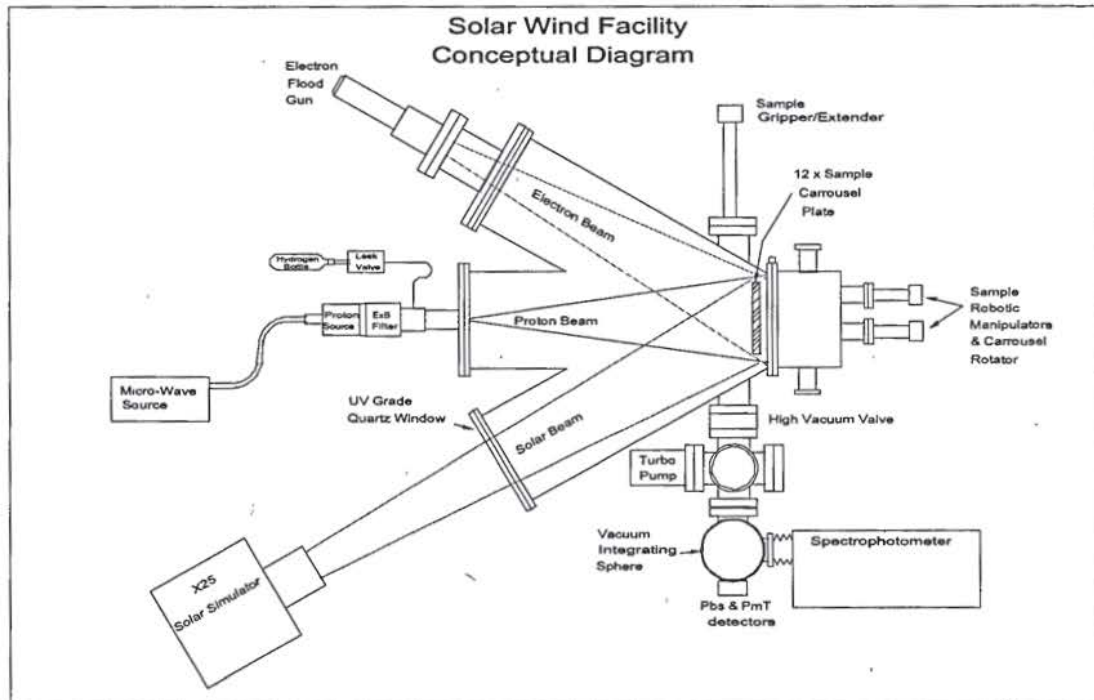 Solar Wind Facility
Conceptual Diagram
Electron
Flood
Gun
Sample
Gripper/Extender
12 x Sample
Carrousel
Plate
Electron Beam
Hydrogen
Bottle
Leak
Valve
Proton
Source
ExB
Filter
Proton Beam
Sample
Robotic
Manipulators
& Carrousel
Rotator
Micro-Wave
Source
UV Grade
Quartz Window
Solar Beam
High Vacuum Valve
Turbo
Pump
Vacuum
Integrating
Sphere
Spectrophotometer
X25
Solar Simulator
Pbs & PmT
detectors